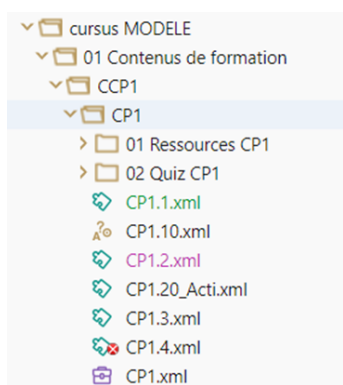 cursus MODELE
01 Contenus de formation
CCP1
CP1
01 Ressources CP1
02 Quiz CP1
CP1.1.xml
CP1.10.xml
CP1.2.xml
CP1.20_Acti.xml
CP1.3.xml
CP1.4.xml
CP1.xml